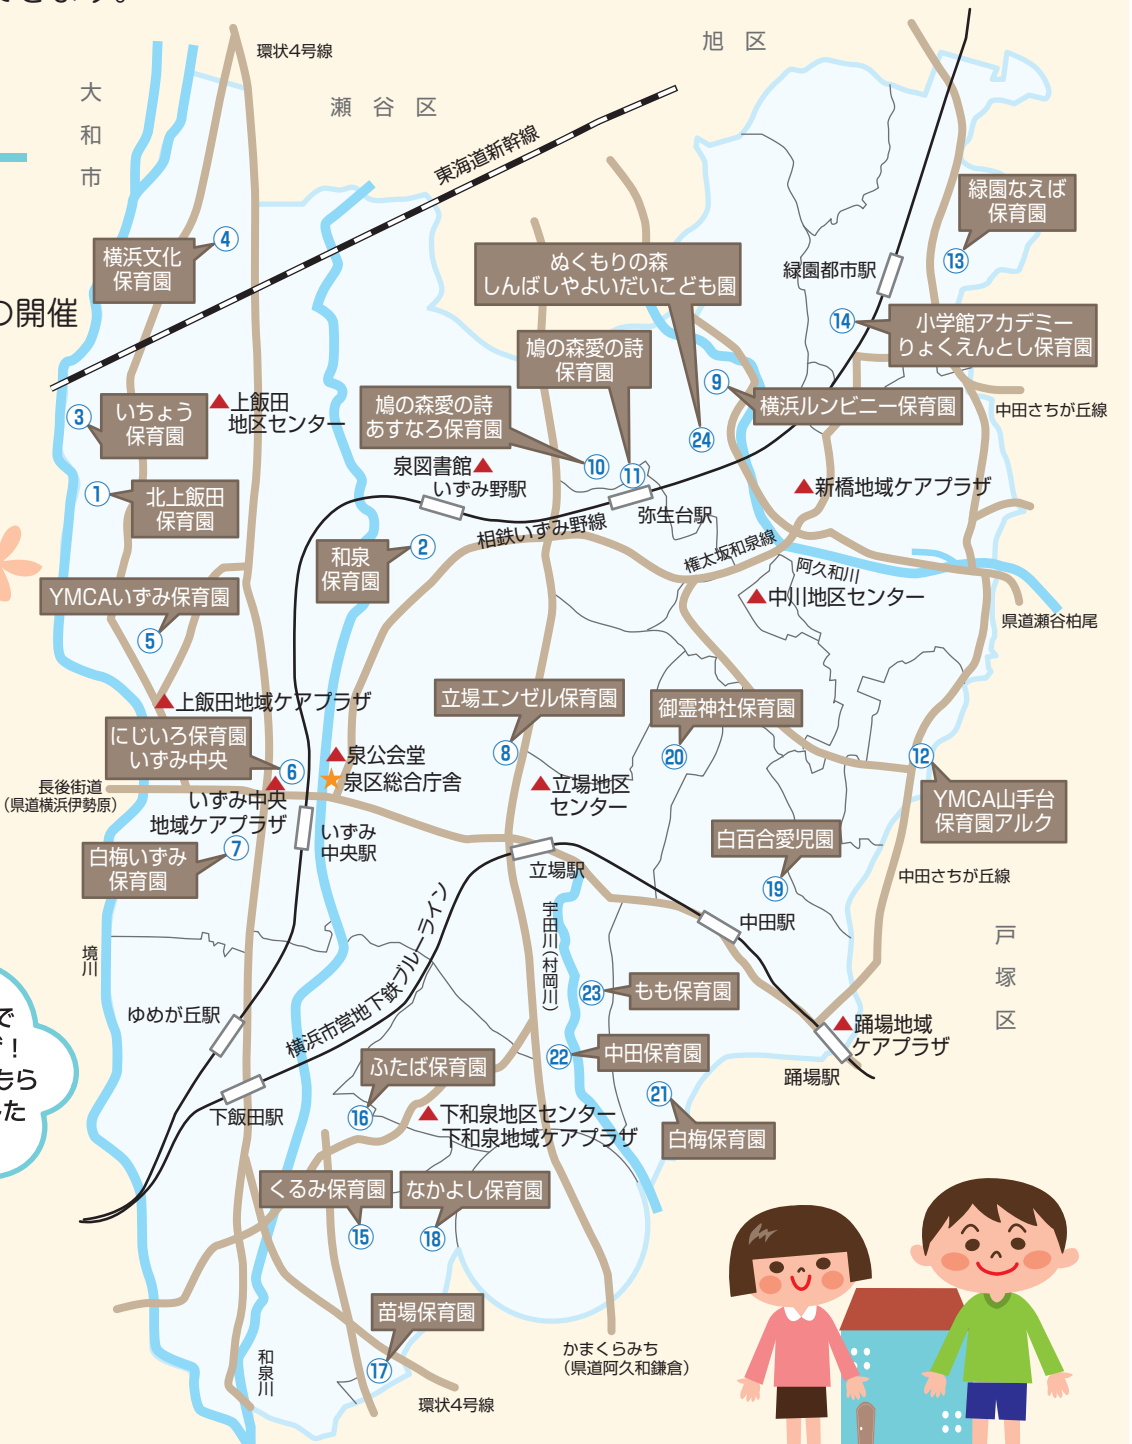 できます。
環状4号線
旭 区
大和市
瀬 谷 区
東海道新幹線
緑園なえば
保育園
⑬
横浜文化
保育園
④
ぬくもりの森
しんばしやよいだいこども園
緑園都市駅
の開催
⑭
小学館アカデミー
りょくえんとし保育園
鳩の森愛の詩
保育園
⑨
横浜ルンビニー保育園
中田さちが丘線
③
いちょう
保育園
上飯田
地区センター
鳩の森愛の詩
あすなろ保育園
㉔
泉図書館
⑩
⑪
いずみ野駅
①
北上飯田
保育園
新橋地域ケアプラザ
弥生台駅
相鉄いずみ野線
和泉
保育園
②
権太坂和泉線
阿久和川
YMCAいずみ保育園
中川地区センター
県道瀬谷柏尾
⑤
上飯田地域ケアプラザ
立場エンゼル保育園
御霊神社保育園
にじいろ保育園
いずみ中央
⑥
泉公会堂
泉区総合庁舎
⑧
⑳
⑫
長後街道
(県道横浜伊勢原)
いずみ中央
地域ケアプラザ
立場地区
センター
YMCA山手台
保育園アルク
いずみ
中央駅
白梅いずみ
保育園
⑦
白百合愛児園
立場駅
⑲
中田さちが丘線
中田駅
宇田川(村岡川)
戸塚区
境川
横浜市営地下鉄ブルーライン
㉓
もも保育園
で
ゆめが丘駅
踊場地域
ケアプラザ
!
㉒
中田保育園
もら
ふたば保育園
踊場駅
た
下飯田駅
⑯
下和泉地区センター
下和泉地域ケアプラザ
㉑
白梅保育園
くるみ保育園
なかよし保育園
⑮
⑱
苗場保育園
かまくらみち
(県道阿久和鎌倉)
和泉川
⑰
環状4号線